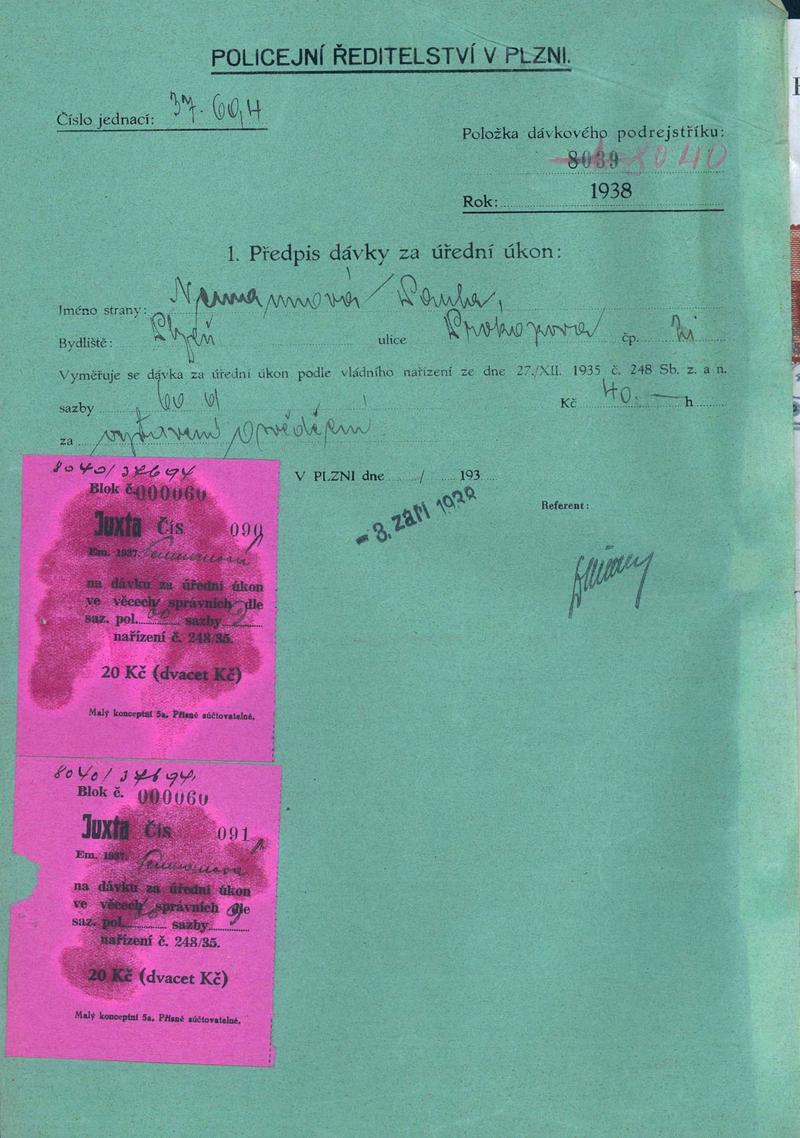 POLICEJNÍ ŘEDITELSTVÍ V PLZNI.
Číslo jednací:
Položka dávkového podrejstříku:
8039 8040
Rok: 1938
1. Předpis dávky za úřední úkon:
Jméno strany:
Bydliště: Plzeň ulice Prokopova čp.
Vyměřuje se dávka za úřední úkon podle vládního nařízení ze dne 27./XII. 1935 č. 248 Sb. z. a n.
sazby Kč 40.— h
za
V PLZNI dne / 193
- 8. září 1938
Referent:
8040/37694
Blok č. 000060
Juxta Čís 090
Em. 1937.
na dávku za úřední úkon
ve věcech správních dle
saz. pol. sazby
nařízení č. 248/35.
20 Kč (dvacet Kč)
Malý konceptní 5a. Přísně súčtovatelné.
8040/37694
Blok č. 000060
Juxta Čís 091
Em. 1937.
na dávku za úřední úkon
ve věcech správních dle
saz. pol. sazby
nařízení č. 248/35.
20 Kč (dvacet Kč)
Malý konceptní 5a. Přísně súčtovatelné.